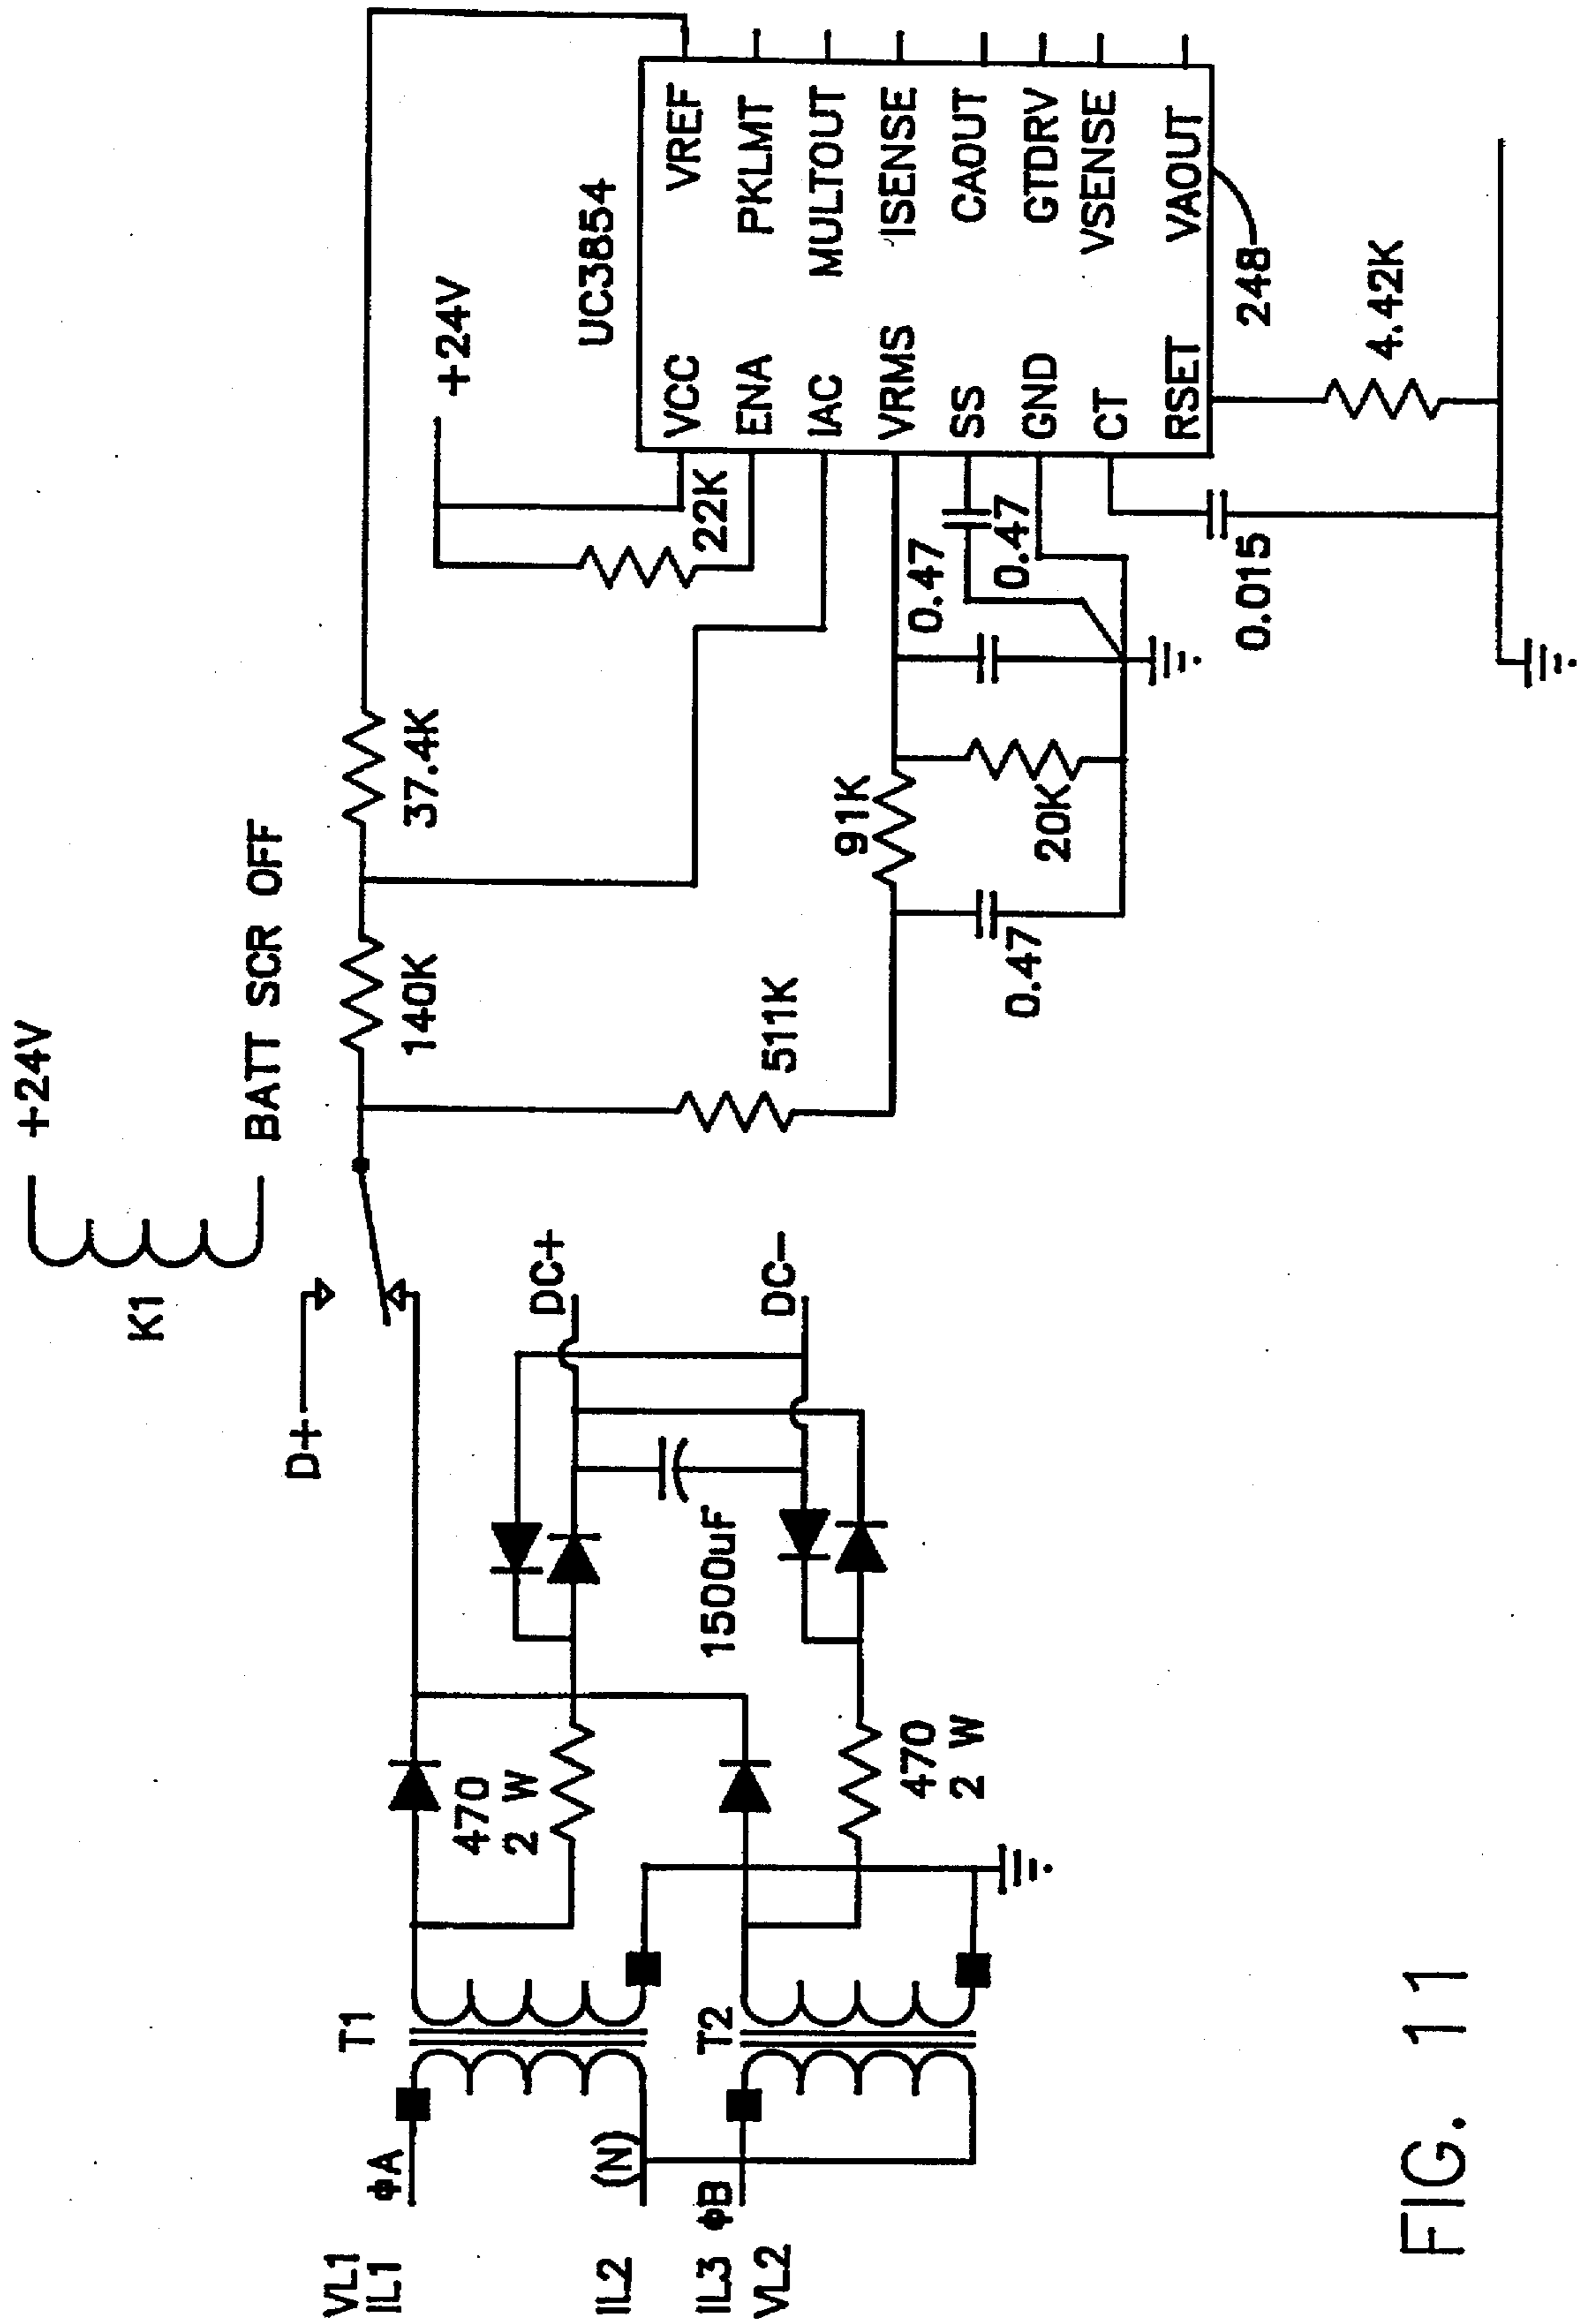 +24V
K1
BATT SCR OFF
D+
140K
37.4K
+24V
22K
UC3854
VCC
ENA
IAC
VRMS
SS
GND
CT
RSET
VREF
PKLMT
MULTOUT
ISENSE
CAOUT
GTDRV
VSENSE
VAOUT
248
4.42K
0.015
0.47
0.47
91K
20K
0.47
511K
DC+
DC-
1500uF
470
2 W
470
2 W
T1
T2
VL1
IL1
ΦA
(N)
IL2
IL3
ΦB
VL2
FIG. 11